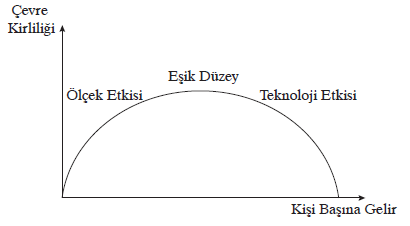 Çevre
Kirliliği
Eşik Düzey
Ölçek Etkisi
Teknoloji Etkisi
Kişi Başına Gelir